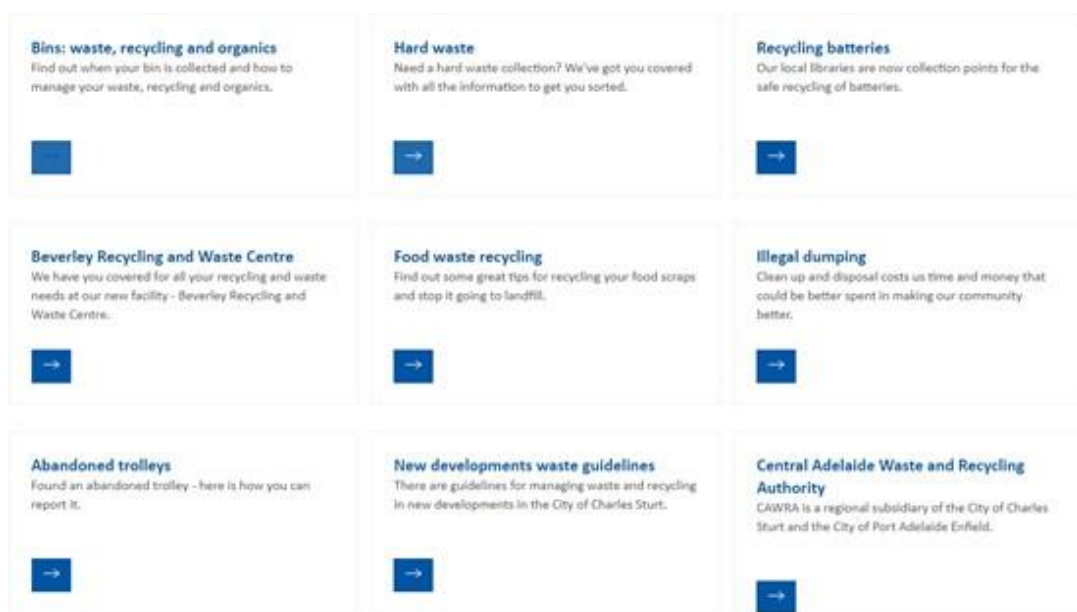 Bins: waste, recycling and organics
Find out when your bin is collected and how to
manage your waste, recycling and organics.
→
Hard waste
Need a hard waste collection? We've got you covered
with all the information to get you sorted.
→
Recycling batteries
Our local libraries are now collection points for the
safe recycling of batteries.
→
Beverley Recycling and Waste Centre
We have you covered for all your recycling and waste
needs at our new facility - Beverley Recycling and
Waste Centre.
→
Food waste recycling
Find out some great tips for recycling your food scraps
and stop it going to landfill.
→
Illegal dumping
Clean up and disposal costs us time and money that
could be better spent in making our community
better.
→
Abandoned trolleys
Found an abandoned trolley - here is how you can
report it.
→
New developments waste guidelines
There are guidelines for managing waste and recycling
in new developments in the City of Charles Sturt.
→
Central Adelaide Waste and Recycling
Authority
CAWRA is a regional subsidiary of the City of Charles
Sturt and the City of Port Adelaide Enfield.
→